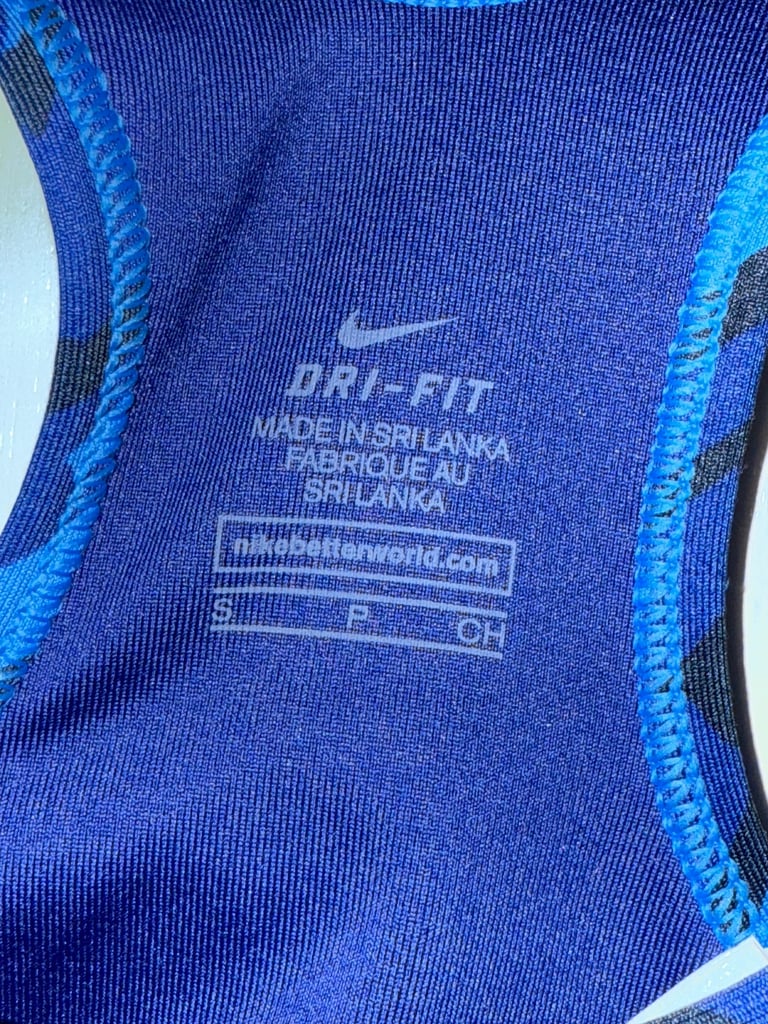 DRI-FIT
MADE IN SRI LANKA
FABRIQUE AU
SRI LANKA
nikebetterworld.com
S P CH